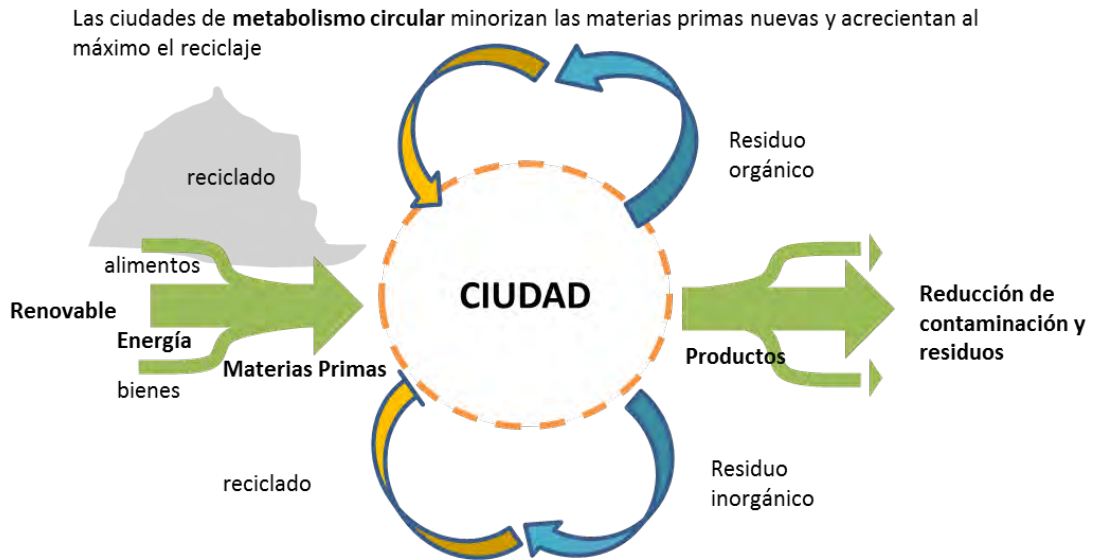 Las ciudades de metabolismo circular minorizan las materias primas nuevas y acrecientan al
máximo el reciclaje
Residuo
orgánico
reciclado
alimentos
Renovable
Energía
bienes
Materias Primas
CIUDAD
Productos
Reducción de
contaminación y
residuos
reciclado
Residuo
inorgánico